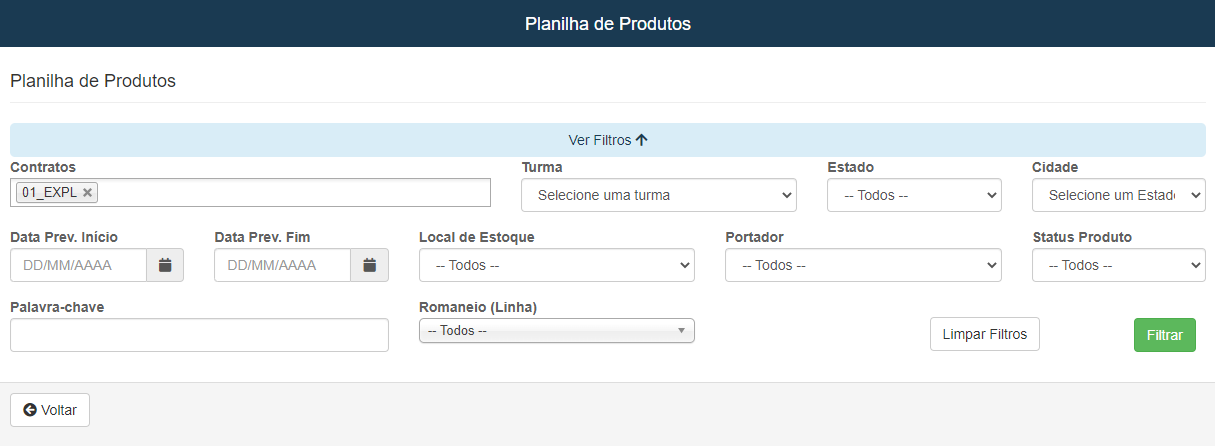 Planilha de Produtos
Planilha de Produtos
Ver Filtros
Contratos Turma Estado Cidade
01_EXPL Selecione uma turma -- Todos -- Selecione um Estad
Data Prev. Início Data Prev. Fim Local de Estoque Portador Status Produto
DD/MM/AAAA DD/MM/AAAA -- Todos -- -- Todos -- -- Todos --
Palavra-chave Romaneio (Linha)
-- Todos -- Limpar Filtros Filtrar
Voltar